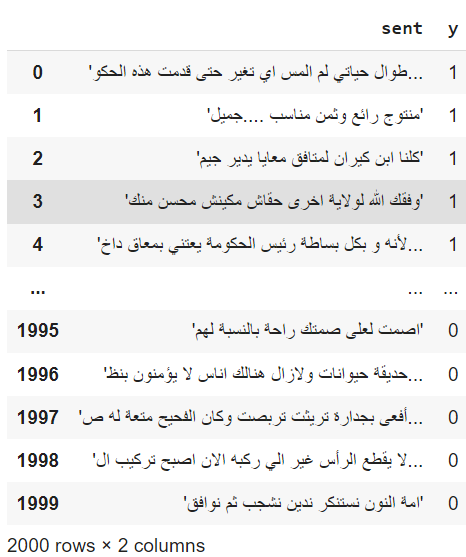 sent y
0 '...طوال حياتي لم المس اي تغير حتى قدمت هذه الحكو' 1
1 'منتوج رائع وثمن مناسب ....جميل' 1
2 'كلنا ابن كيران لمتافق معايا يدير جيم' 1
3 'وفقك الله لولاية اخرى حقاش مكينش محسن منك' 1
4 '...لأنه و بكل بساطة رئيس الحكومة يعتني بمعاق داخ' 1
... ... ...
1995 'اصمت لعلى صمتك راحة بالنسبة لهم' 0
1996 '...حديقة حيوانات ولازال هنالك اناس لا يؤمنون بنظ' 0
1997 '...أفعى بجدارة تريثت تربصت وكان الفحيح متعة له ص' 0
1998 '...لا يقطع الرأس غير الي ركبه الان اصبح تركيب ال' 0
1999 'امة النون نستنكر ندين نشجب ثم نوافق' 0
2000 rows × 2 columns